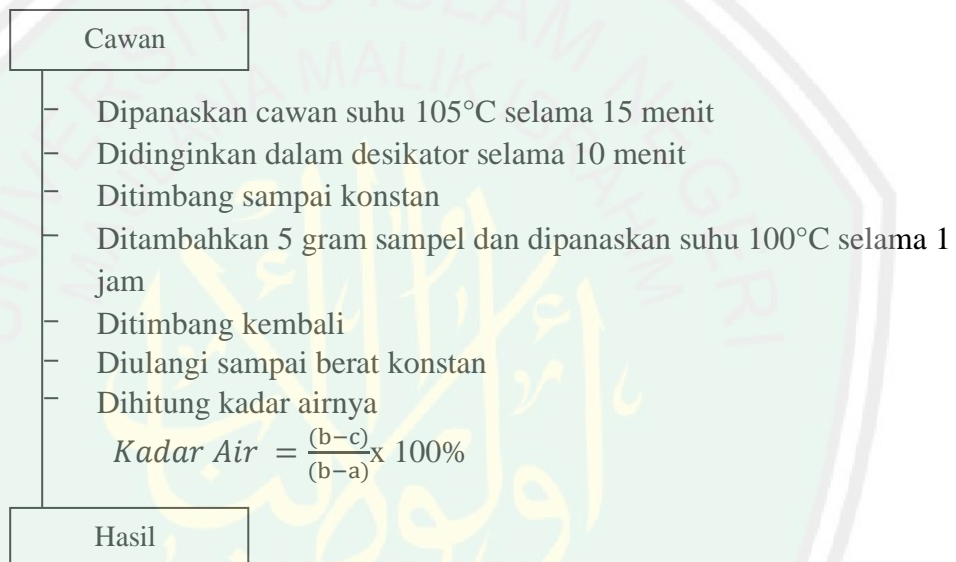 Cawan
– Dipanaskan cawan suhu 105°C selama 15 menit
– Didinginkan dalam desikator selama 10 menit
– Ditimbang sampai konstan
– Ditambahkan 5 gram sampel dan dipanaskan suhu 100°C selama 1
jam
– Ditimbang kembali
– Diulangi sampai berat konstan
– Dihitung kadar airnya
Kadar Air = (b−c)/(b−a) x 100%
Hasil